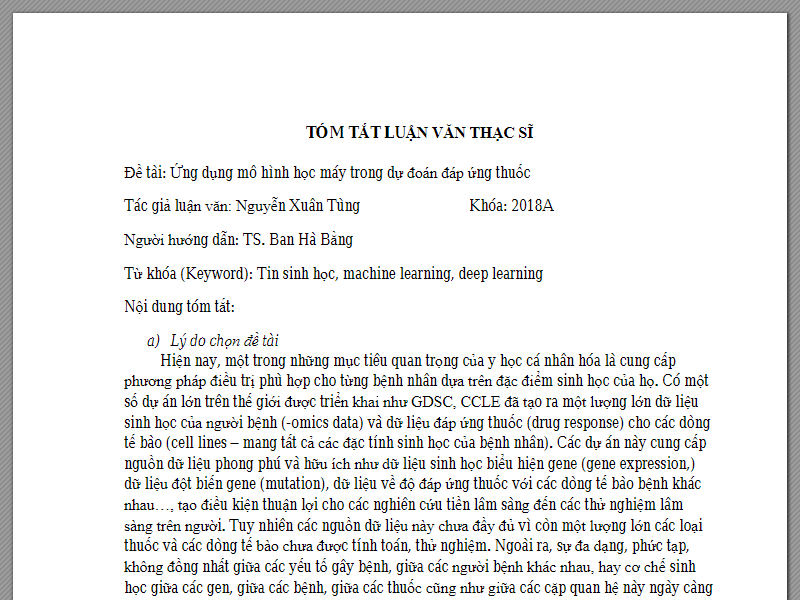 TÓM TẮT LUẬN VĂN THẠC SĨ
Đề tài: Ứng dụng mô hình học máy trong dự đoán đáp ứng thuốc
Tác giả luận văn: Nguyễn Xuân Tùng Khóa: 2018A
Người hướng dẫn: TS. Ban Hà Bằng
Từ khóa (Keyword): Tin sinh học, machine learning, deep learning
Nội dung tóm tắt:
a) Lý do chọn đề tài
Hiện nay, một trong những mục tiêu quan trọng của y học cá nhân hóa là cung cấp
phương pháp điều trị phù hợp cho từng bệnh nhân dựa trên đặc điểm sinh học của họ. Có một
số dự án lớn trên thế giới được triển khai như GDSC, CCLE đã tạo ra một lượng lớn dữ liệu
sinh học của người bệnh (-omics data) và dữ liệu đáp ứng thuốc (drug response) cho các dòng
tế bào (cell lines – mang tất cả các đặc tính sinh học của bệnh nhân). Các dự án này cung cấp
nguồn dữ liệu phong phú và hữu ích như dữ liệu sinh học biểu hiện gene (gene expression,)
dữ liệu đột biến gene (mutation), dữ liệu về độ đáp ứng thuốc với các dòng tế bào bệnh khác
nhau…, tạo điều kiện thuận lợi cho các nghiên cứu tiền lâm sàng đến các thử nghiệm lâm
sàng trên người. Tuy nhiên các nguồn dữ liệu này chưa đầy đủ vì còn một lượng lớn các loại
thuốc và các dòng tế bào chưa được tính toán, thử nghiệm. Ngoài ra, sự đa dạng, phức tạp,
không đồng nhất giữa các yếu tố gây bệnh, giữa các người bệnh khác nhau, hay cơ chế sinh
học giữa các gen, giữa các bệnh, giữa các thuốc cũng như giữa các cặp quan hệ này ngày càng